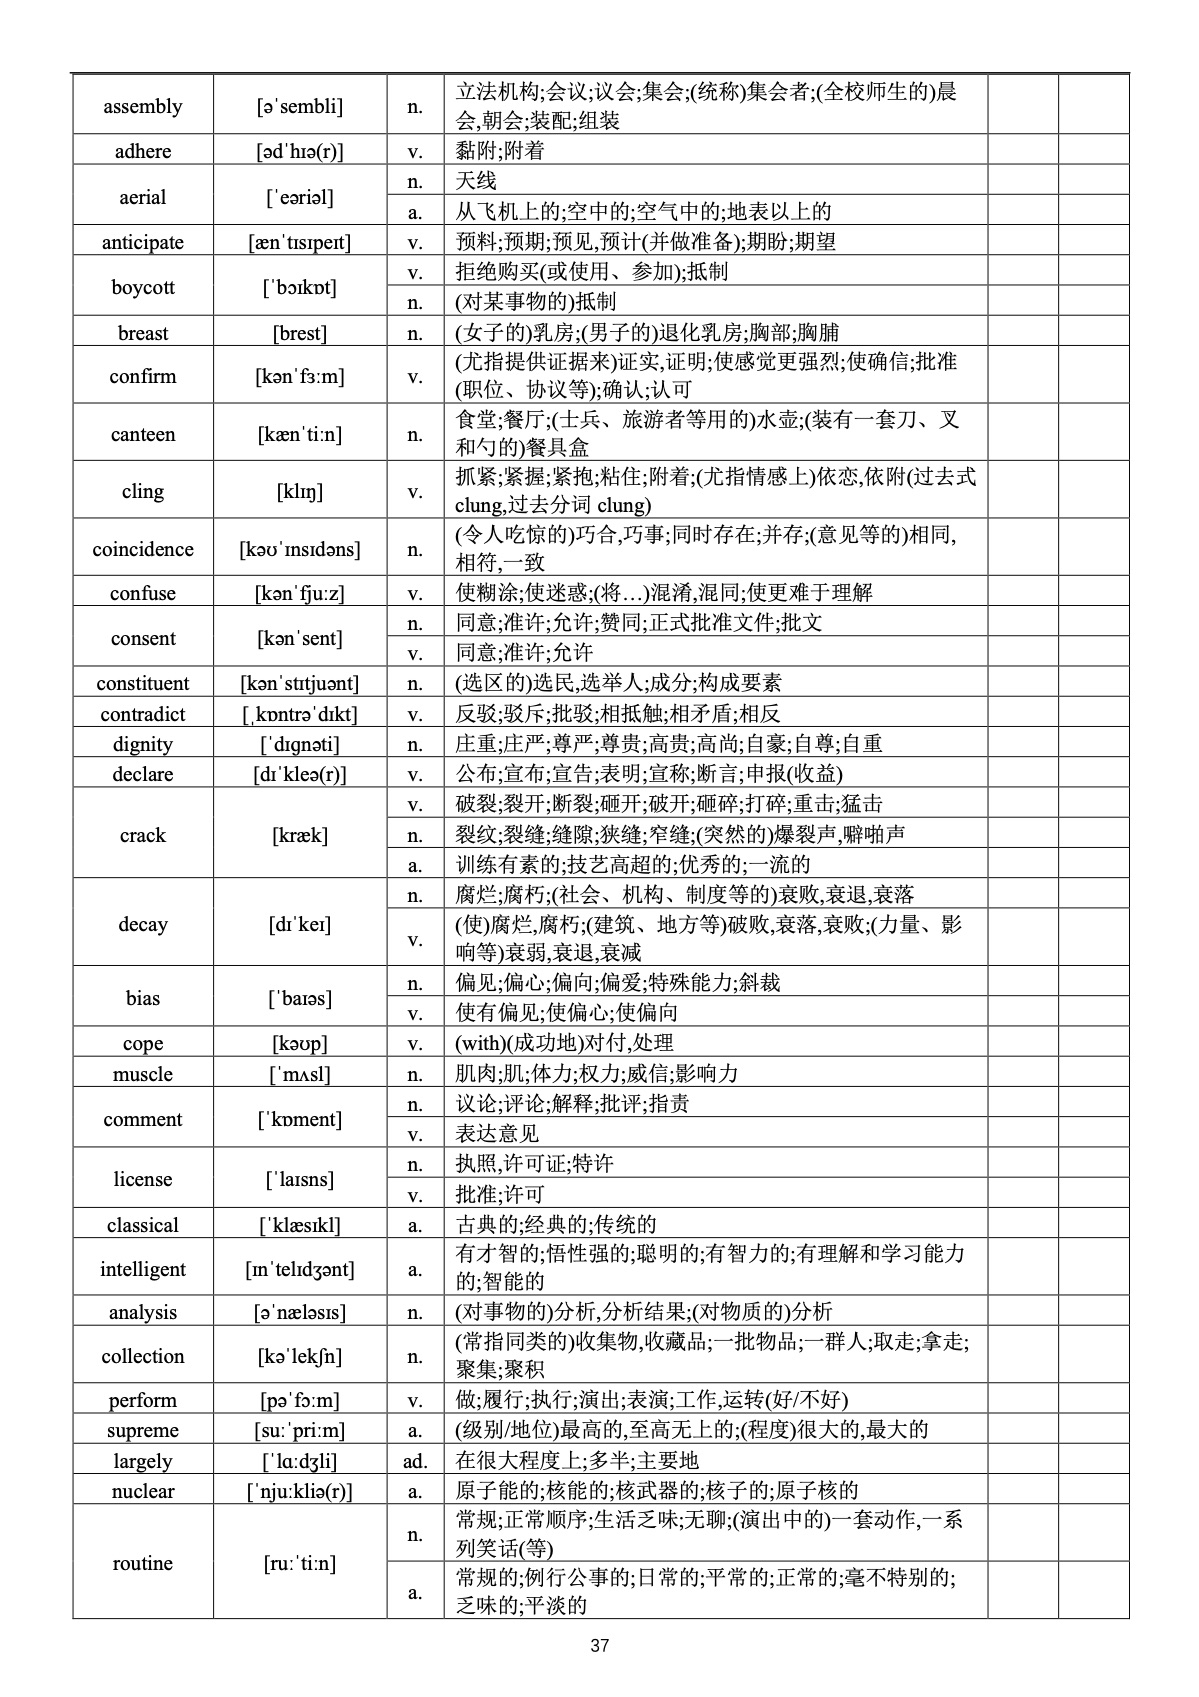 assembly [əˈsembli] n. 立法机构;会议;议会;集会;(统称)集会者;(全校师生的)晨
会,朝会;装配;组装
adhere [ədˈhɪə(r)] v. 黏附;附着
aerial [ˈeəriəl] n. 天线
a. 从飞机上的;空中的;空气中的;地表以上的
anticipate [ænˈtɪsɪpeɪt] v. 预料;预期;预见,预计(并做准备);期盼;期望
boycott [ˈbɔɪkɒt] v. 拒绝购买(或使用、参加);抵制
n. (对某事物的)抵制
breast [brest] n. (女子的)乳房;(男子的)退化乳房;胸部;胸脯
confirm [kənˈfɜːm] v. (尤指提供证据来)证实,证明;使感觉更强烈;使确信;批准
(职位、协议等);确认;认可
canteen [kænˈtiːn] n. 食堂;餐厅;(士兵、旅游者等用的)水壶;(装有一套刀、叉
和勺的)餐具盒
cling [klɪŋ] v. 抓紧;紧握;紧抱;粘住;附着;(尤指情感上)依恋,依附(过去式
clung,过去分词 clung)
coincidence [kəʊˈɪnsɪdəns] n. (令人吃惊的)巧合,巧事;同时存在;并存;(意见等的)相同,
相符,一致
confuse [kənˈfjuːz] v. 使糊涂;使迷惑;(将…)混淆,混同;使更难于理解
consent [kənˈsent] n. 同意;准许;允许;赞同;正式批准文件;批文
v. 同意;准许;允许
constituent [kənˈstɪtjuənt] n. (选区的)选民,选举人;成分;构成要素
contradict [ˌkɒntrəˈdɪkt] v. 反驳;驳斥;批驳;相抵触;相矛盾;相反
dignity [ˈdɪɡnəti] n. 庄重;庄严;尊严;尊贵;高贵;高尚;自豪;自尊;自重
declare [dɪˈkleə(r)] v. 公布;宣布;宣告;表明;宣称;断言;申报(收益)
crack [kræk] v. 破裂;裂开;断裂;砸开;破开;砸碎;打碎;重击;猛击
n. 裂纹;裂缝;缝隙;狭缝;窄缝;(突然的)爆裂声,噼啪声
a. 训练有素的;技艺高超的;优秀的;一流的
decay [dɪˈkeɪ] n. 腐烂;腐朽;(社会、机构、制度等的)衰败,衰退,衰落
v. (使)腐烂,腐朽;(建筑、地方等)破败,衰落,衰败;(力量、影
响等)衰弱,衰退,衰减
bias [ˈbaɪəs] n. 偏见;偏心;偏向;偏爱;特殊能力;斜裁
v. 使有偏见;使偏心;使偏向
cope [kəʊp] v. (with)(成功地)对付,处理
muscle [ˈmʌsl] n. 肌肉;肌;体力;权力;威信;影响力
comment [ˈkɒment] n. 议论;评论;解释;批评;指责
v. 表达意见
license [ˈlaɪsns] n. 执照,许可证;特许
v. 批准;许可
classical [ˈklæsɪkl] a. 古典的;经典的;传统的
intelligent [ɪnˈtelɪdʒənt] a. 有才智的;悟性强的;聪明的;有智力的;有理解和学习能力
的;智能的
analysis [əˈnæləsɪs] n. (对事物的)分析,分析结果;(对物质的)分析
collection [kəˈlekʃn] n. (常指同类的)收集物,收藏品;一批物品;一群人;取走;拿走;
聚集;聚积
perform [pəˈfɔːm] v. 做;履行;执行;演出;表演;工作,运转(好/不好)
supreme [suːˈpriːm] a. (级别/地位)最高的,至高无上的;(程度)很大的,最大的
largely [ˈlɑːdʒli] ad. 在很大程度上;多半;主要地
nuclear [ˈnjuːkliə(r)] a. 原子能的;核能的;核武器的;核子的;原子核的
routine [ruːˈtiːn] n. 常规;正常顺序;生活乏味;无聊;(演出中的)一套动作,一系
列笑话(等)
a. 常规的;例行公事的;日常的;平常的;正常的;毫不特别的;
乏味的;平淡的
37